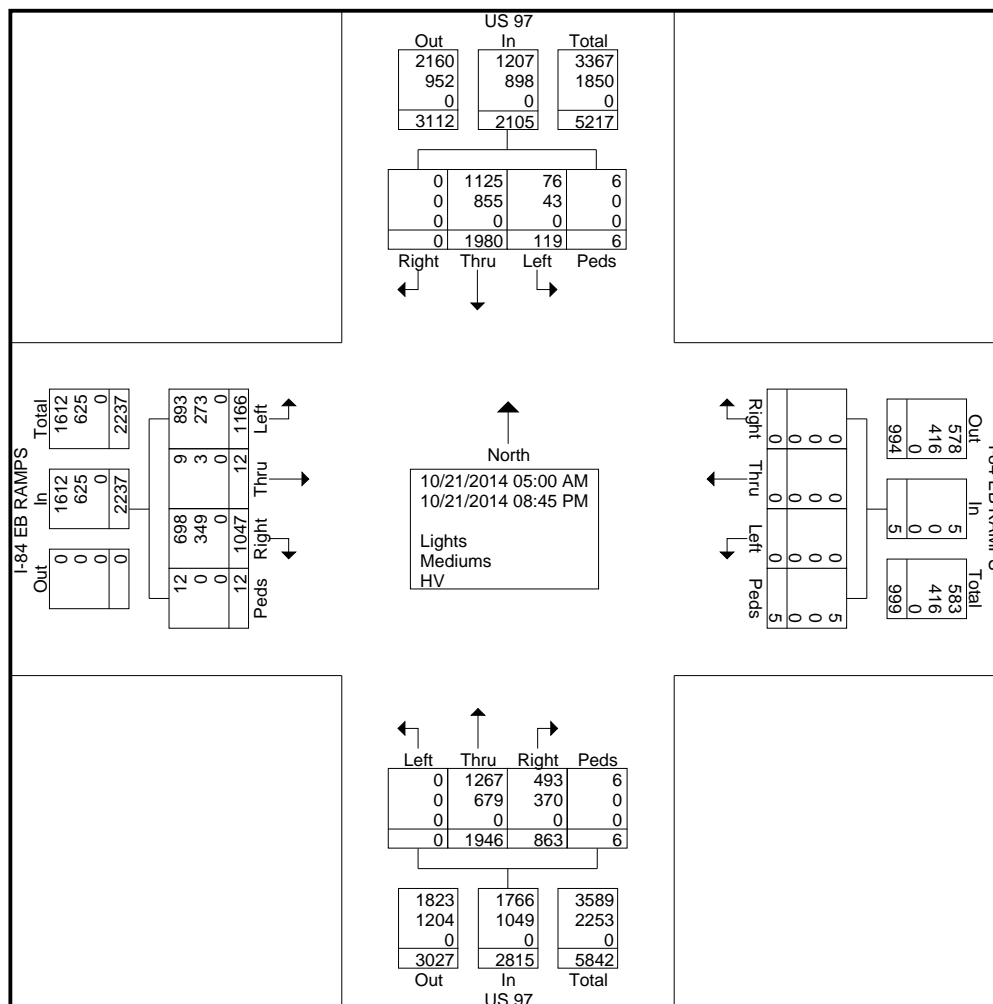 US 97
Out In Total
2160 1207 3367
952 898 1850
0 0 0
3112 2105 5217
0 1125 76 6
0 855 43 0
0 0 0 0
0 1980 119 6
Right Thru Left Peds
I-84 EB RAMPS
Total In Out
1612 1612 0
625 625 0
0 0 0
2237 2237 0
Left Thru Right Peds
893 9 698 12
273 3 349 0
0 0 0 0
1166 12 1047 12
North
10/21/2014 05:00 AM
10/21/2014 08:45 PM
Lights
Mediums
HV
Right Thru Left Peds
0 0 0 5
0 0 0 0
0 0 0 0
0 0 0 5
Out In Total
578 5 583
416 0 416
0 0 0
994 5 999
EB RAMPS
Left Thru Right Peds
0 1267 493 6
0 679 370 0
0 0 0 0
0 1946 863 6
1823 1766 3589
1204 1049 2253
0 0 0
3027 2815 5842
Out In Total
US 97